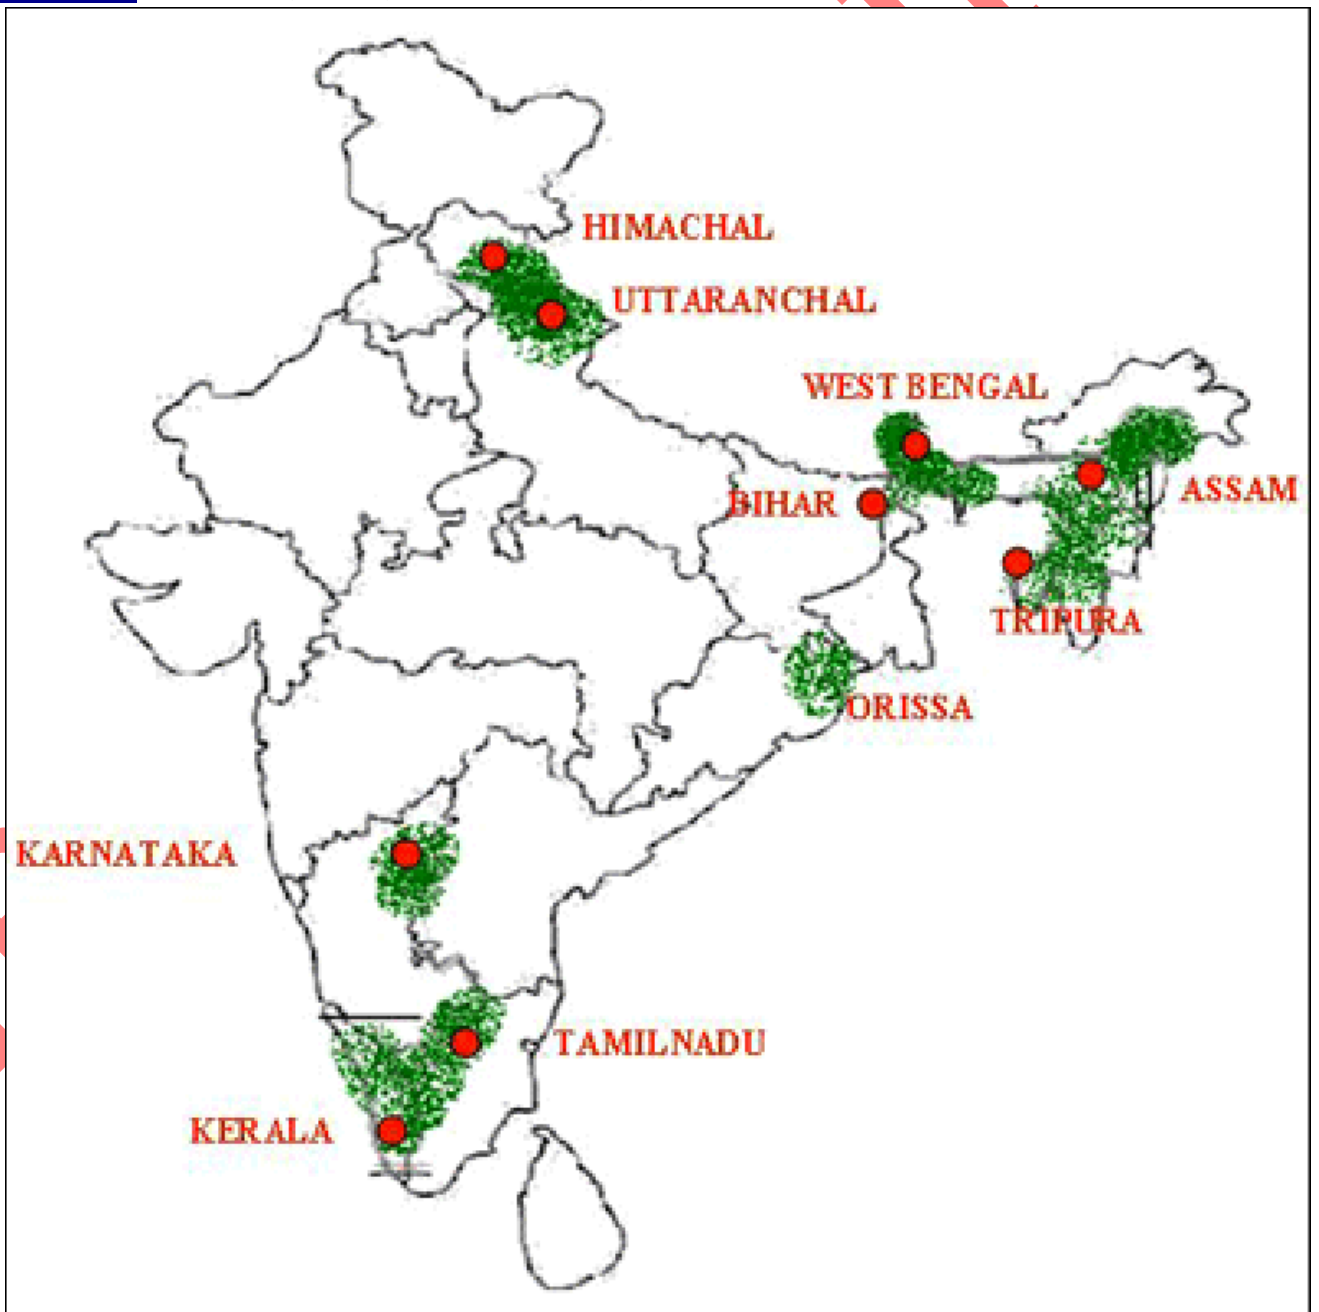 HIMACHAL
UTTARANCHAL
WEST BENGAL
BIHAR
ASSAM
TRIPURA
ORISSA
KARNATAKA
TAMILNADU
KERALA